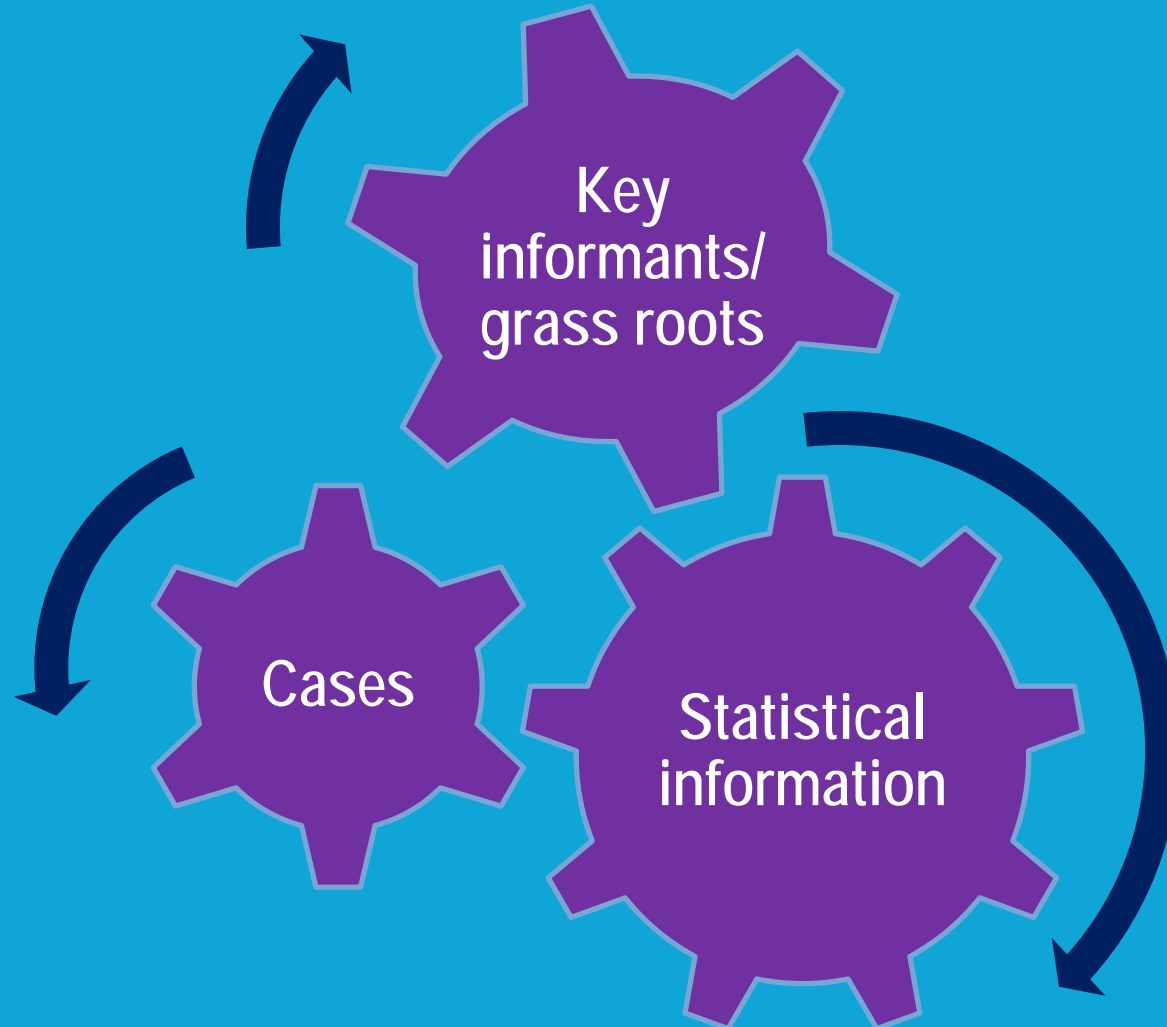 Key
informants/
grass roots
Cases
Statistical
information